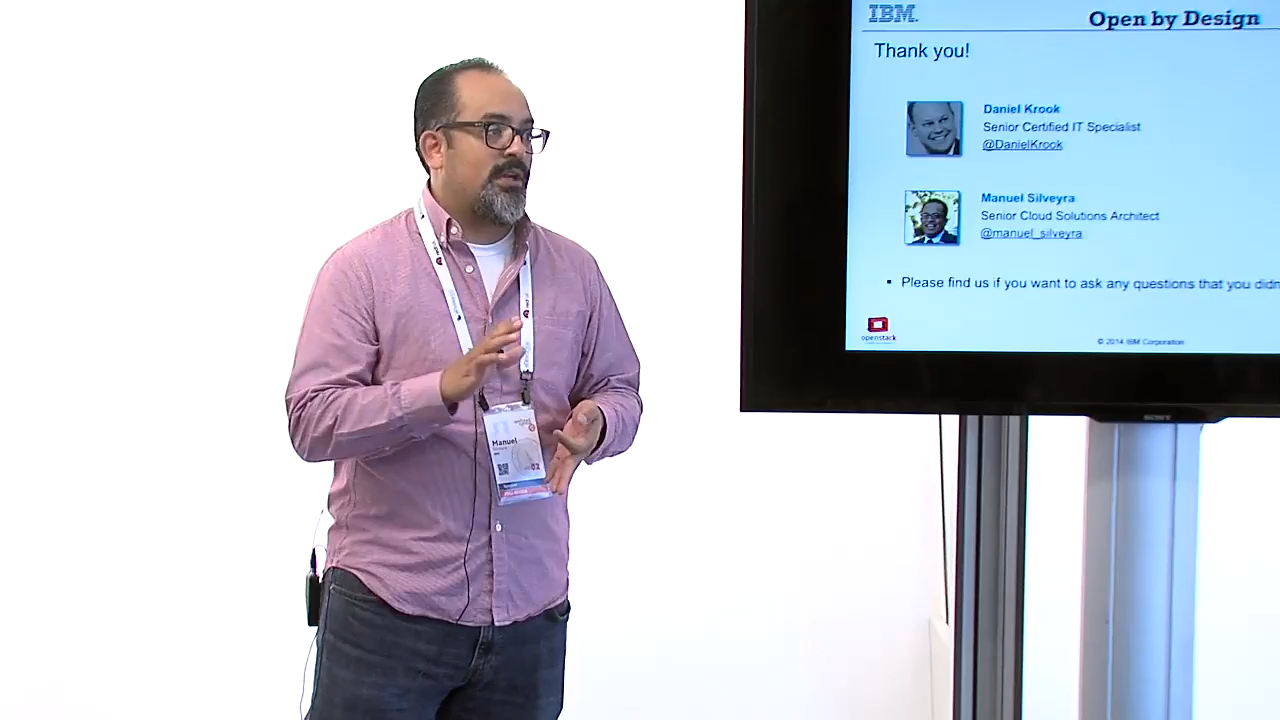 IBM.
Open by Design
Thank you!
Daniel Krook
Senior Certified IT Specialist
@DanielKrook
Manuel Silveyra
Senior Cloud Solutions Architect
@manuel_silveyra
▪ Please find us if you want to ask any questions that you didn
openstack
© 2014 IBM Corporation
SONY
Manuel